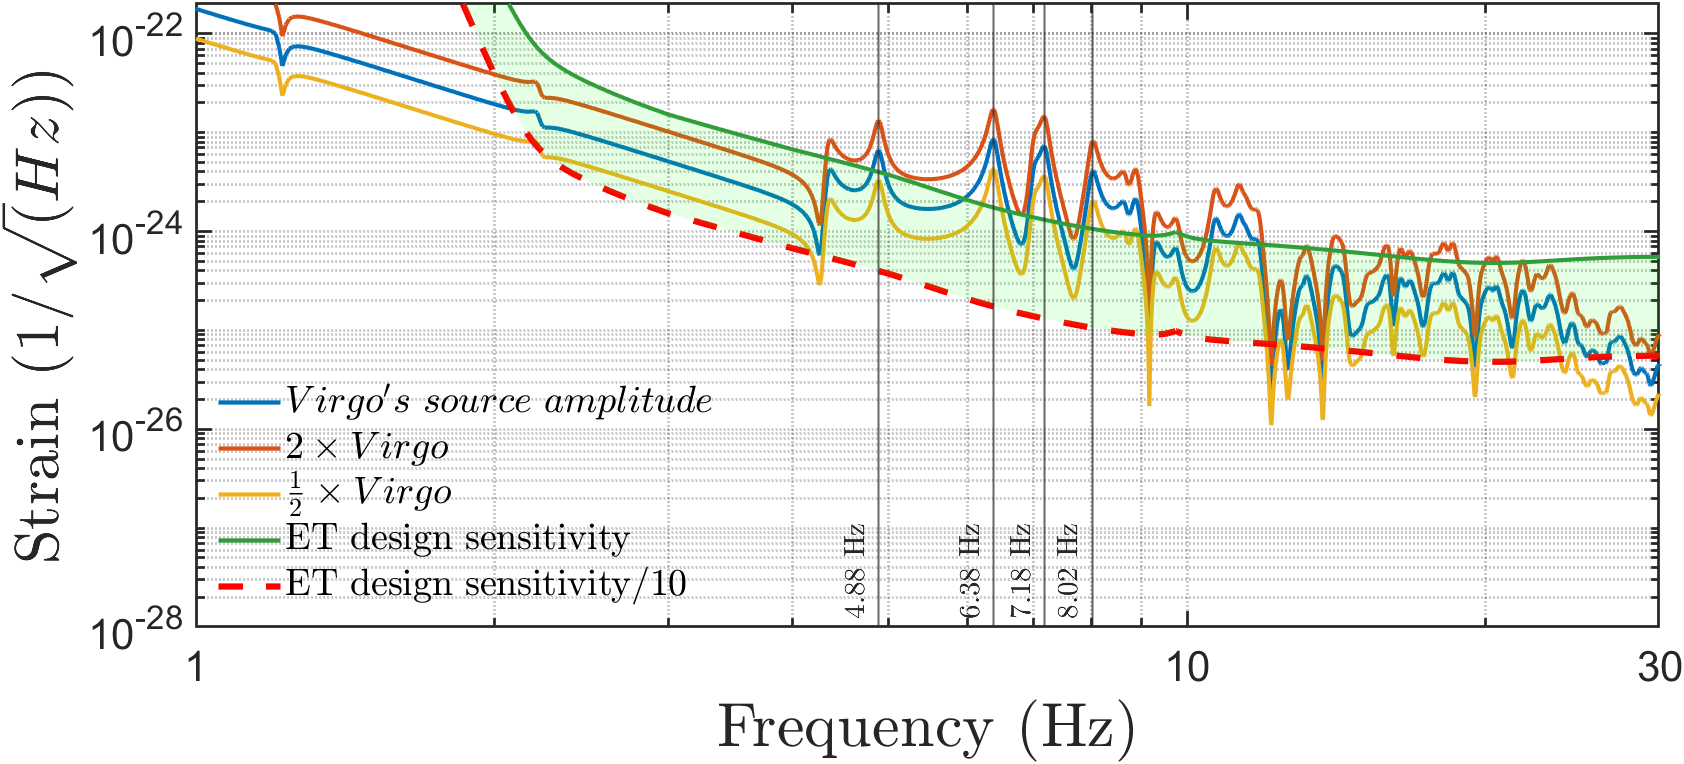 Strain (1/√(Hz))
10-22
10-24
10-26
10-28
Virgo's source amplitude
2 × Virgo
1/2 × Virgo
ET design sensitivity
ET design sensitivity/10
4.88 Hz
6.38 Hz
7.18 Hz
8.02 Hz
1
10
30
Frequency (Hz)